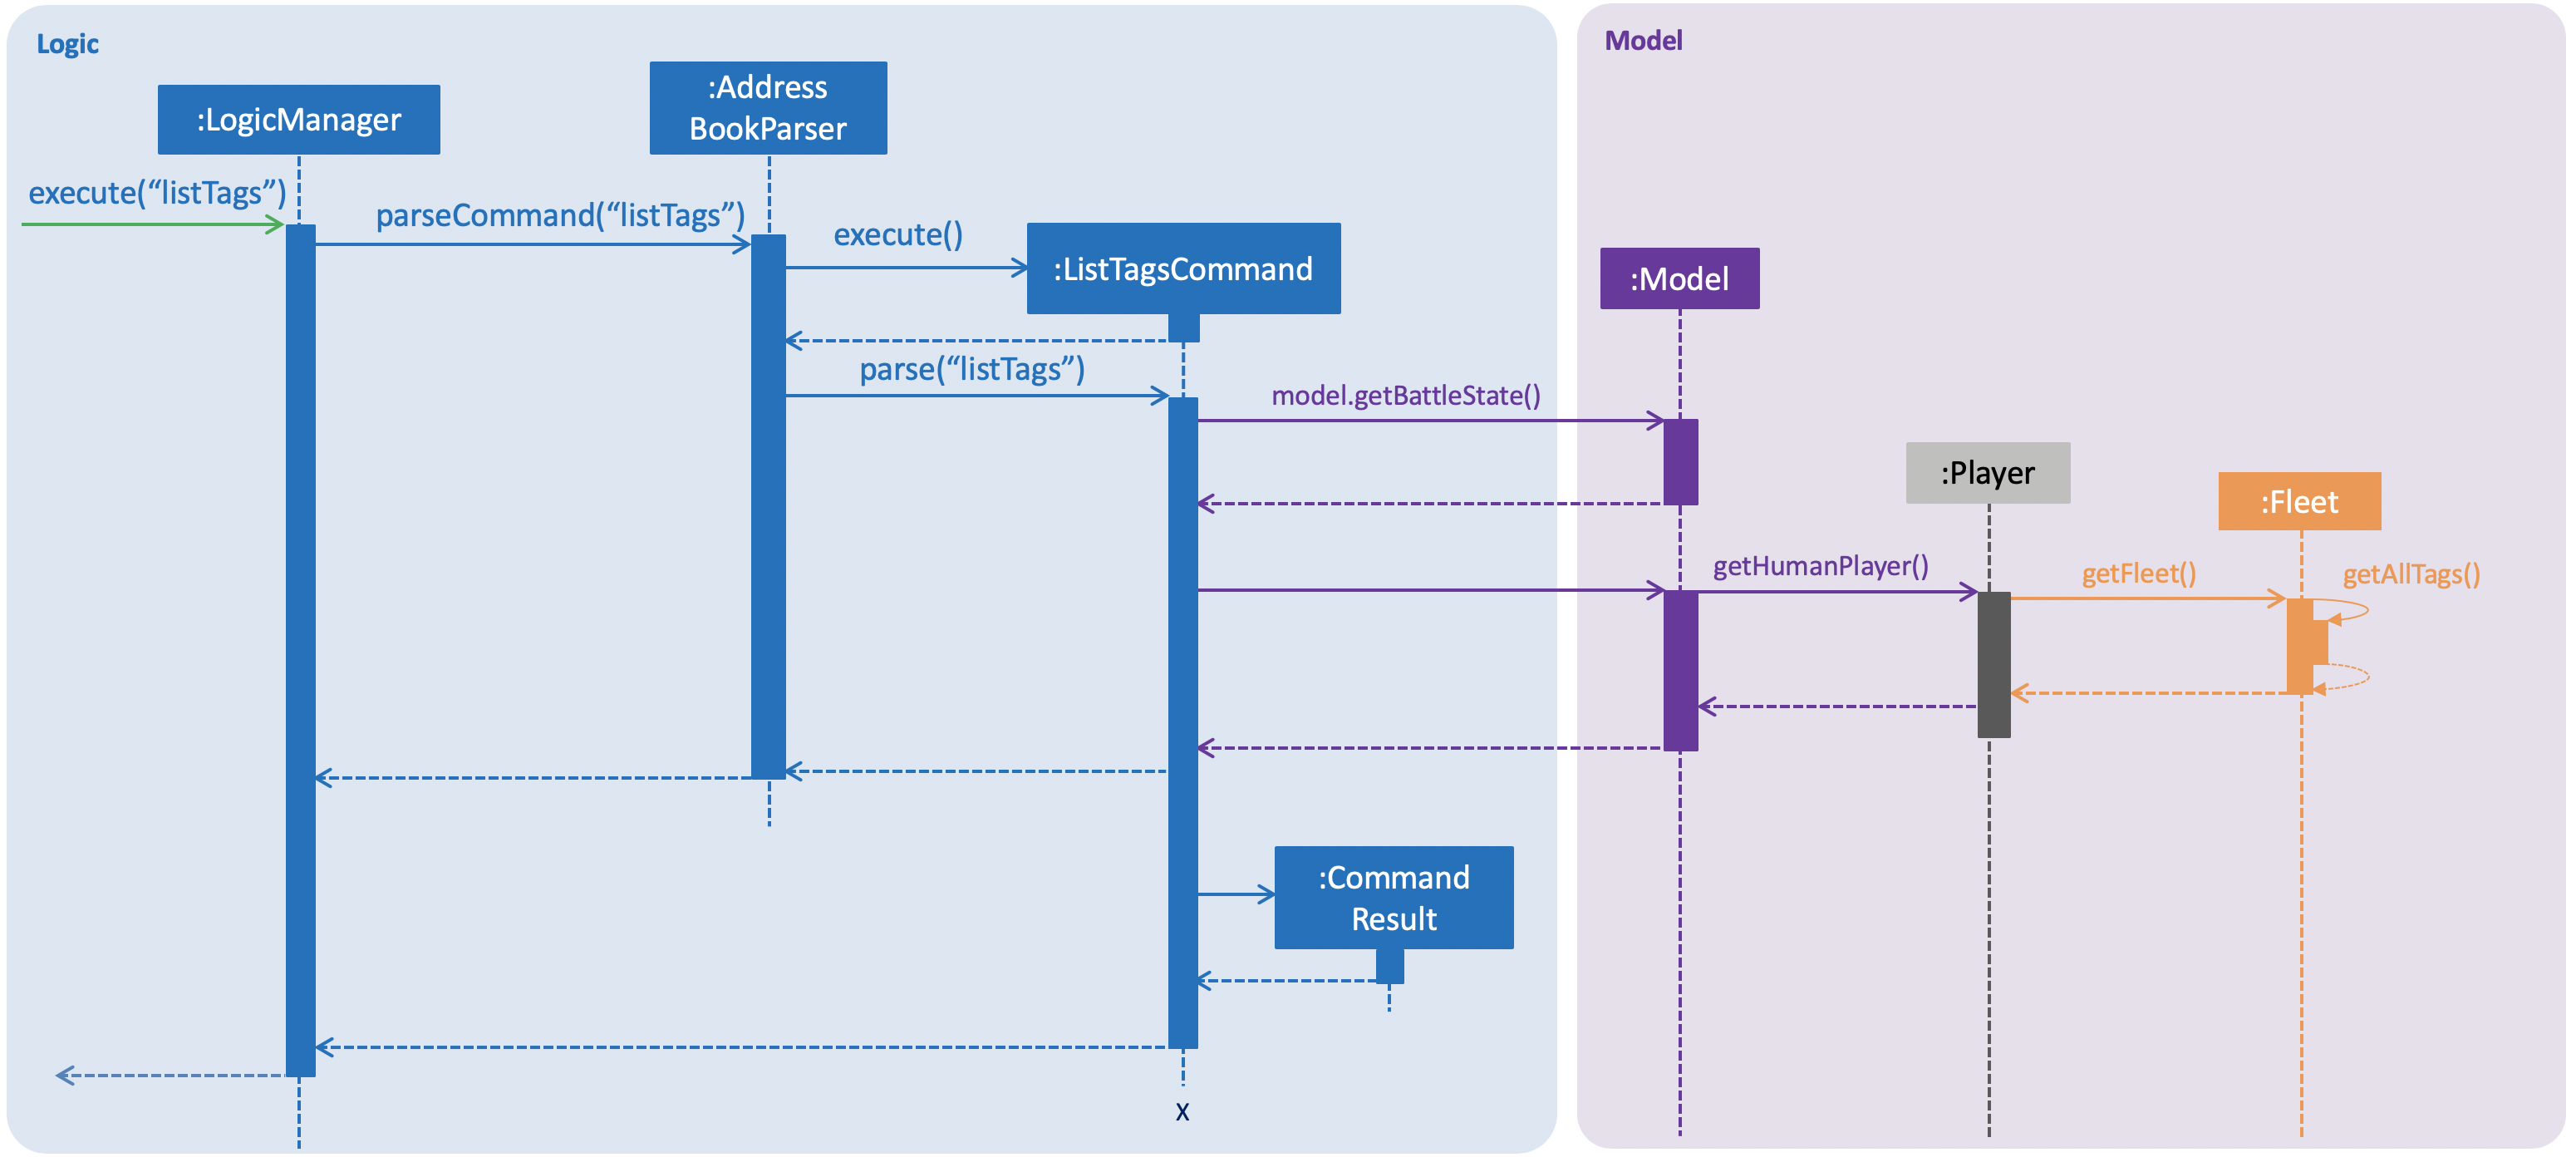 Logic
Model
:LogicManager
:Address
BookParser
execute(“listTags”)
parseCommand(“listTags”)
execute()
:ListTagsCommand
:Model
parse(“listTags”)
model.getBattleState()
:Player
:Fleet
getHumanPlayer()
getFleet()
getAllTags()
:Command
Result
X